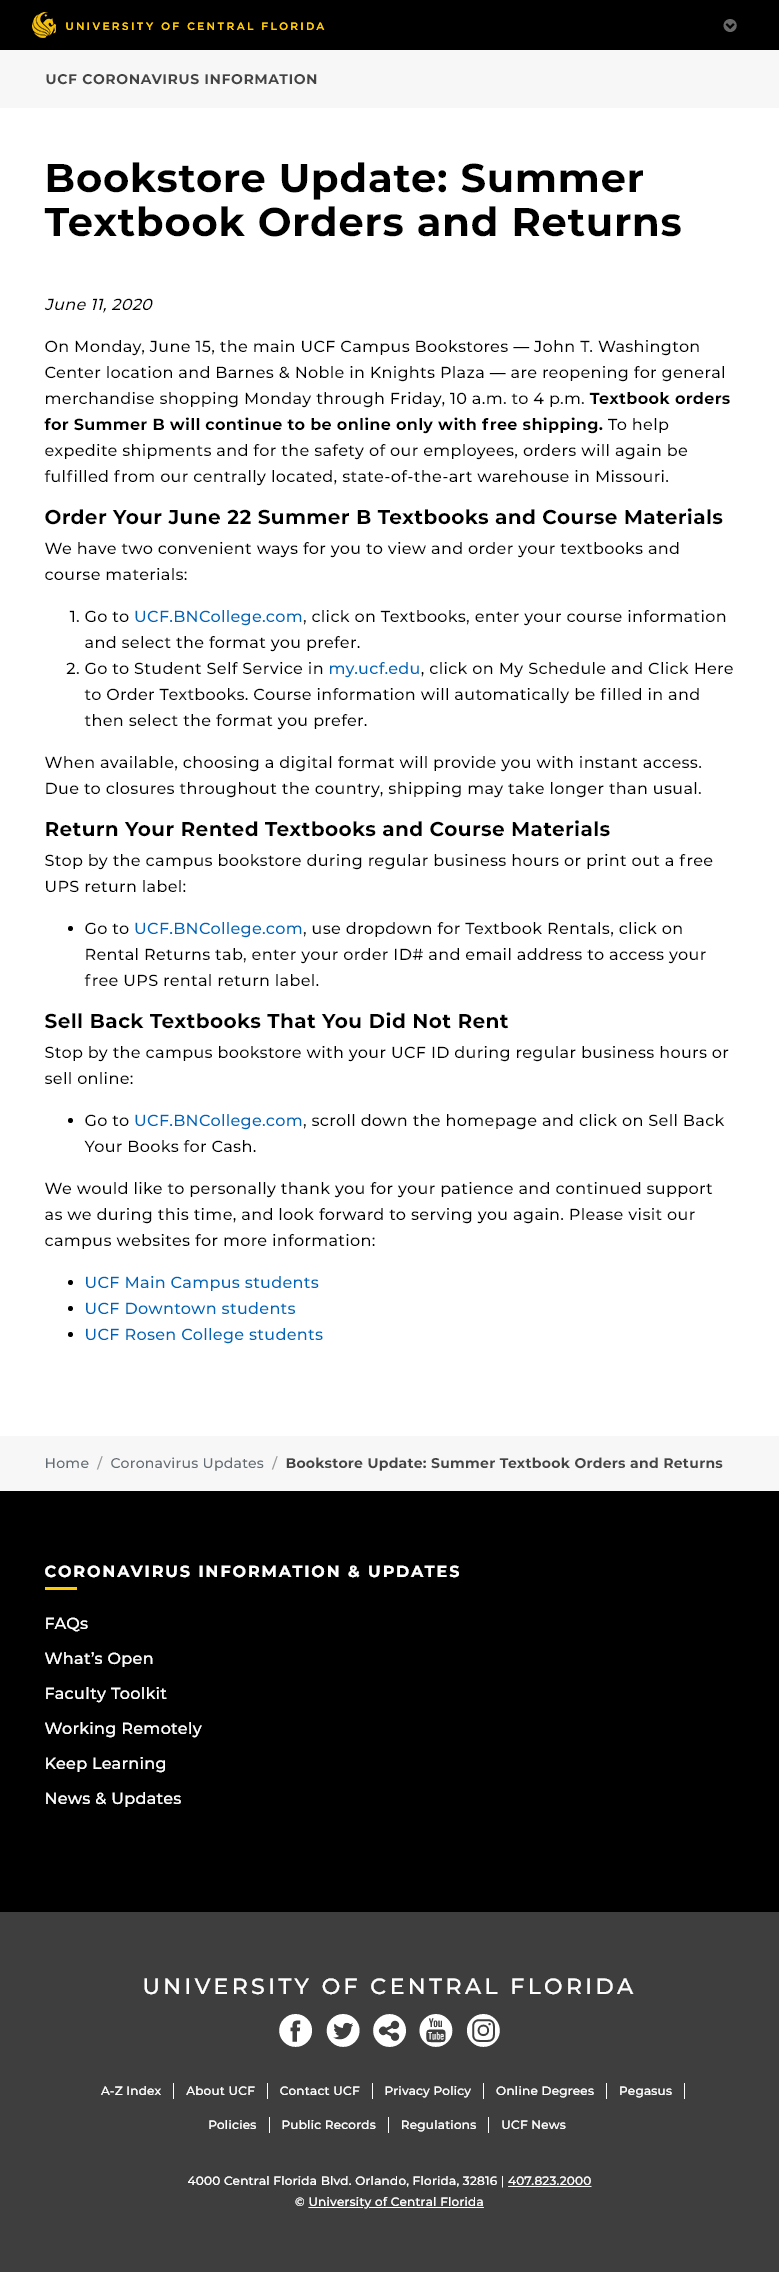 UNIVERSITY OF CENTRAL FLORIDA
UCF CORONAVIRUS INFORMATION
Bookstore Update: Summer
Textbook Orders and Returns
June 11, 2020
On Monday, June 15, the main UCF Campus Bookstores — John T. Washington
Center location and Barnes & Noble in Knights Plaza — are reopening for general
merchandise shopping Monday through Friday, 10 a.m. to 4 p.m. Textbook orders
for Summer B will continue to be online only with free shipping. To help
expedite shipments and for the safety of our employees, orders will again be
fulfilled from our centrally located, state-of-the-art warehouse in Missouri.
Order Your June 22 Summer B Textbooks and Course Materials
We have two convenient ways for you to view and order your textbooks and
course materials:
1. Go to UCF.BNCollege.com, click on Textbooks, enter your course information
and select the format you prefer.
2. Go to Student Self Service in my.ucf.edu, click on My Schedule and Click Here
to Order Textbooks. Course information will automatically be filled in and
then select the format you prefer.
When available, choosing a digital format will provide you with instant access.
Due to closures throughout the country, shipping may take longer than usual.
Return Your Rented Textbooks and Course Materials
Stop by the campus bookstore during regular business hours or print out a free
UPS return label:
• Go to UCF.BNCollege.com, use dropdown for Textbook Rentals, click on
Rental Returns tab, enter your order ID# and email address to access your
free UPS rental return label.
Sell Back Textbooks That You Did Not Rent
Stop by the campus bookstore with your UCF ID during regular business hours or
sell online:
• Go to UCF.BNCollege.com, scroll down the homepage and click on Sell Back
Your Books for Cash.
We would like to personally thank you for your patience and continued support
as we during this time, and look forward to serving you again. Please visit our
campus websites for more information:
• UCF Main Campus students
• UCF Downtown students
• UCF Rosen College students
Home / Coronavirus Updates / Bookstore Update: Summer Textbook Orders and Returns
CORONAVIRUS INFORMATION & UPDATES
FAQs
What's Open
Faculty Toolkit
Working Remotely
Keep Learning
News & Updates
UNIVERSITY OF CENTRAL FLORIDA
You
Tube
A-Z Index | About UCF | Contact UCF | Privacy Policy | Online Degrees | Pegasus |
Policies | Public Records | Regulations | UCF News
4000 Central Florida Blvd. Orlando, Florida, 32816 | 407.823.2000
© University of Central Florida